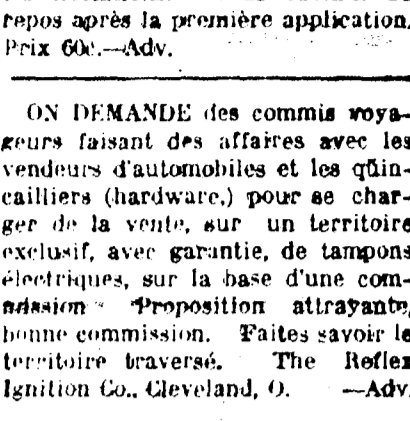 repos après la première application.
Prix 60c.—Adv.
ON DEMANDE des commis voya-
geurs faisant des affaires avec les
vendeurs d'automobiles et les quin-
cailliers (hardware,) pour se char-
ger de la vente, sur un territoire
exclusif, avec garantie, de tampons
électriques, sur la base d'une com-
mission Proposition attrayante,
bonne commission. Faites savoir le
territoire traversé. The Reflex
Ignition Co., Cleveland, O. —Adv.